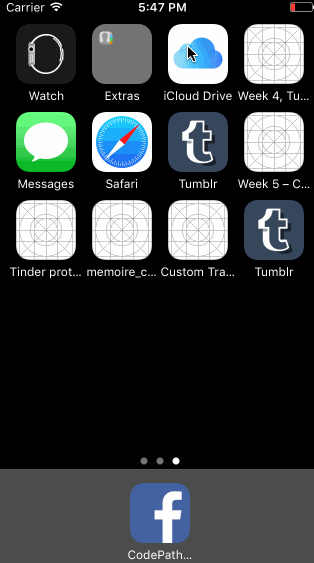 Carrier 5:47 PM
Watch Extras iCloud Drive Week 4, Tu...
Messages Safari Tumblr Week 5 – C...
Tinder prot... memoire_c... Custom Tra... Tumblr
CodePath...